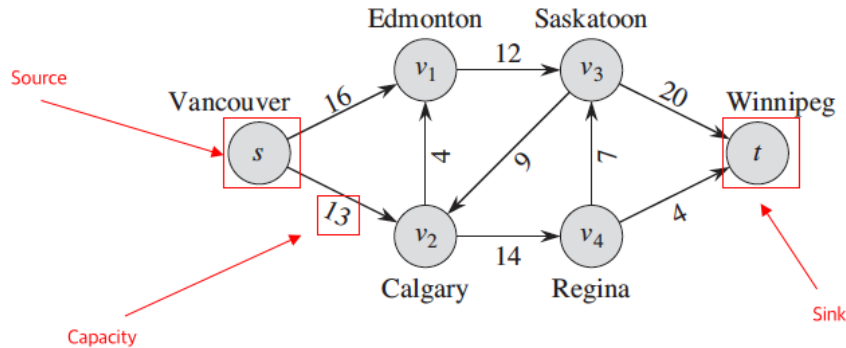 Edmonton
Saskatoon
Source
v1
12
v3
Vancouver
16
20
Winnipeg
s
4
9
7
t
13
v2
14
v4
4
Calgary
Regina
Capacity
Sink